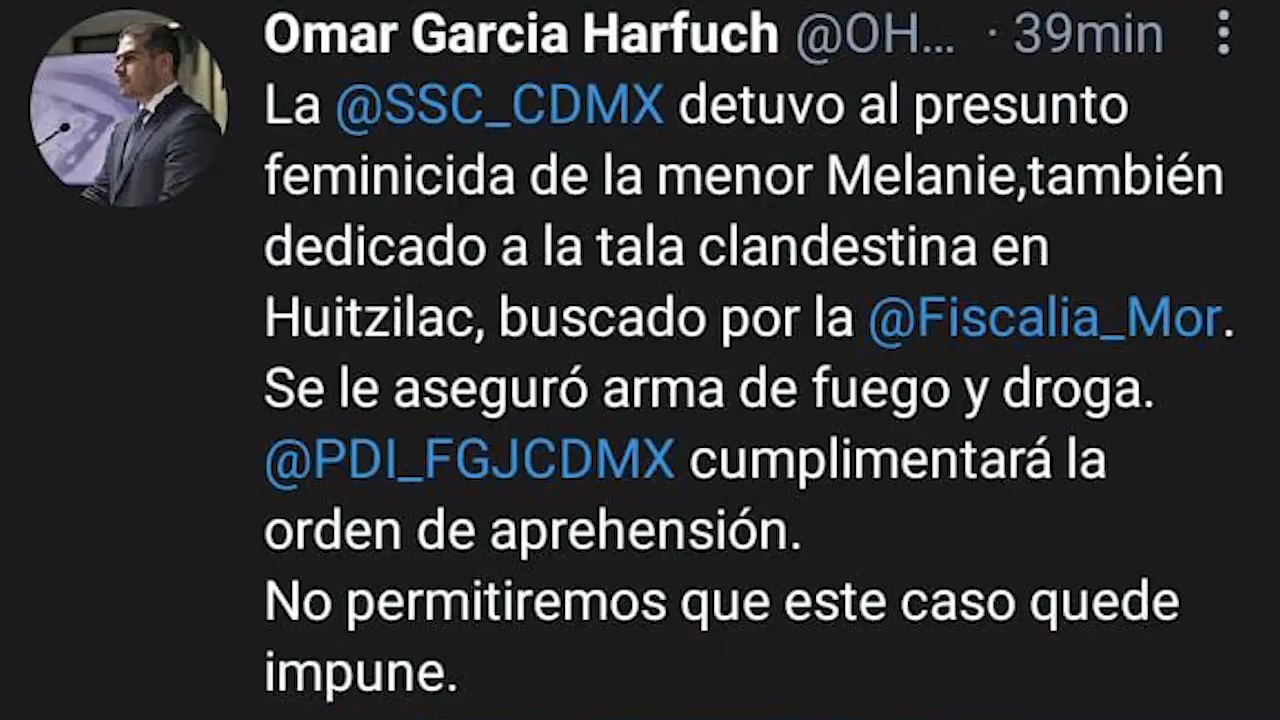 Omar Garcia Harfuch @OH... · 39min
La @SSC_CDMX detuvo al presunto
feminicida de la menor Melanie,también
dedicado a la tala clandestina en
Huitzilac, buscado por la @Fiscalia_Mor.
Se le aseguró arma de fuego y droga.
@PDI_FGJCDMX cumplimentará la
orden de aprehensión.
No permitiremos que este caso quede
impune.